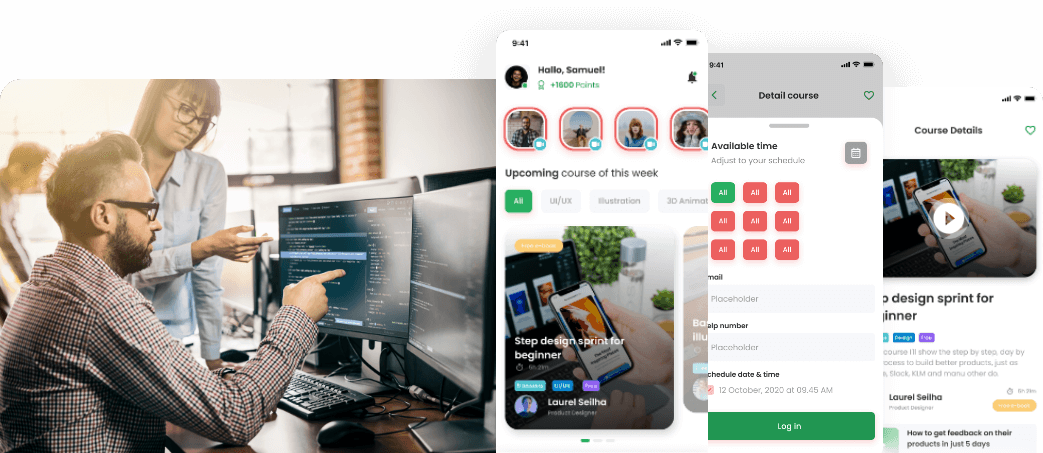 9:41
Hallo, Samuel!
+1600 Points
Upcoming course of this week
All
UI/UX
Illustration
3D Animat
Free e-book
Step design sprint for
beginner
6h 21m
UI/UX
Free
Laurel Seilha
Product Designer
Ba
illu
9:41
Detail course
Available time
Adjust to your schedule
All
All
All
All
All
All
All
All
All
mail
Placeholder
elp number
Placeholder
chedule date & time
12 October, 2020 at 09.45 AM
Log in
Course Details
p design sprint for
ginner
Design
Free
course I'll show the step by step, day by
ocess to build better products, just as
e, Slack, KLM and manu other do.
6h 21m
Laurel Seilha
Product Designer
Free e-book
How to get feedback on their
products in just 5 days